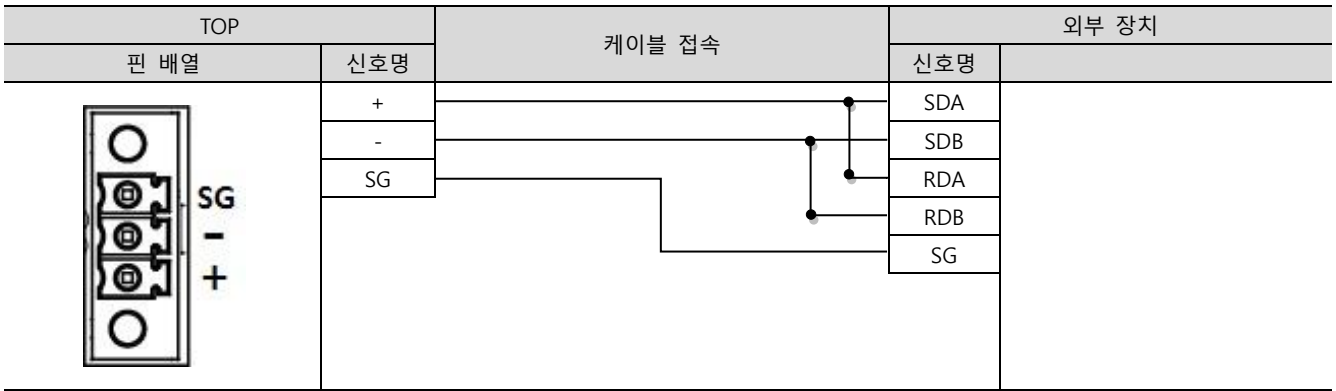 TOP 케이블 접속 외부 장치
핀 배열 신호명 신호명
+ SDA
- SDB
SG RDA
RDB
SG
SG
-
+